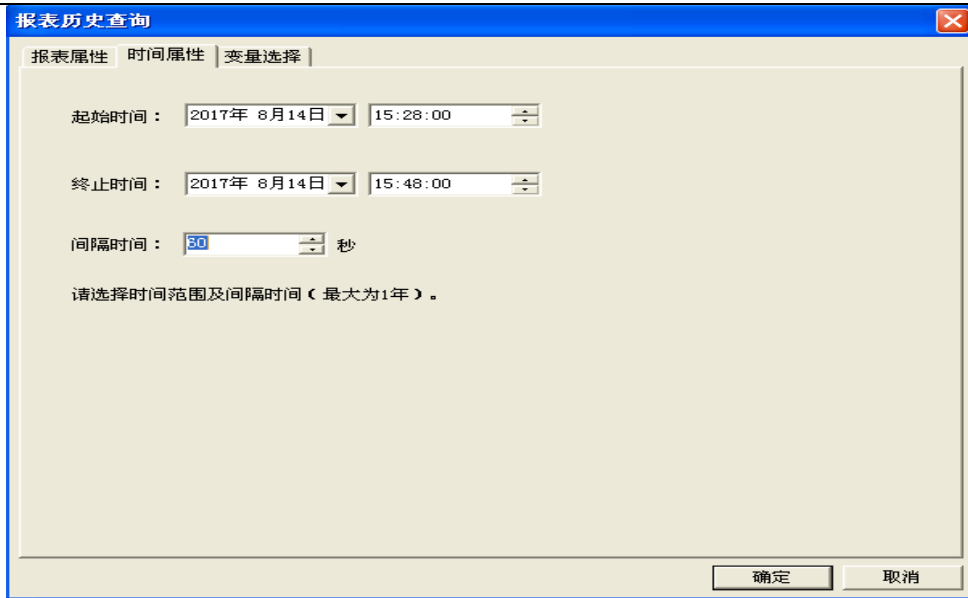 报表历史查询
报表属性 时间属性 变量选择
起始时间： 2017年 8月14日 15:28:00
终止时间： 2017年 8月14日 15:48:00
间隔时间： 60 秒
请选择时间范围及间隔时间（最大为1年）。
确定 取消